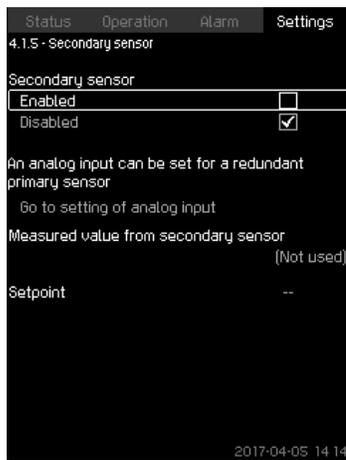 Status Operation Alarm Settings
4.1.5 - Secondary sensor
Secondary sensor
Enabled
Disabled
An analog input can be set for a redundant
primary sensor
Go to setting of analog input
Measured value from secondary sensor
(Not used)
Setpoint --
2017-04-05 14 14